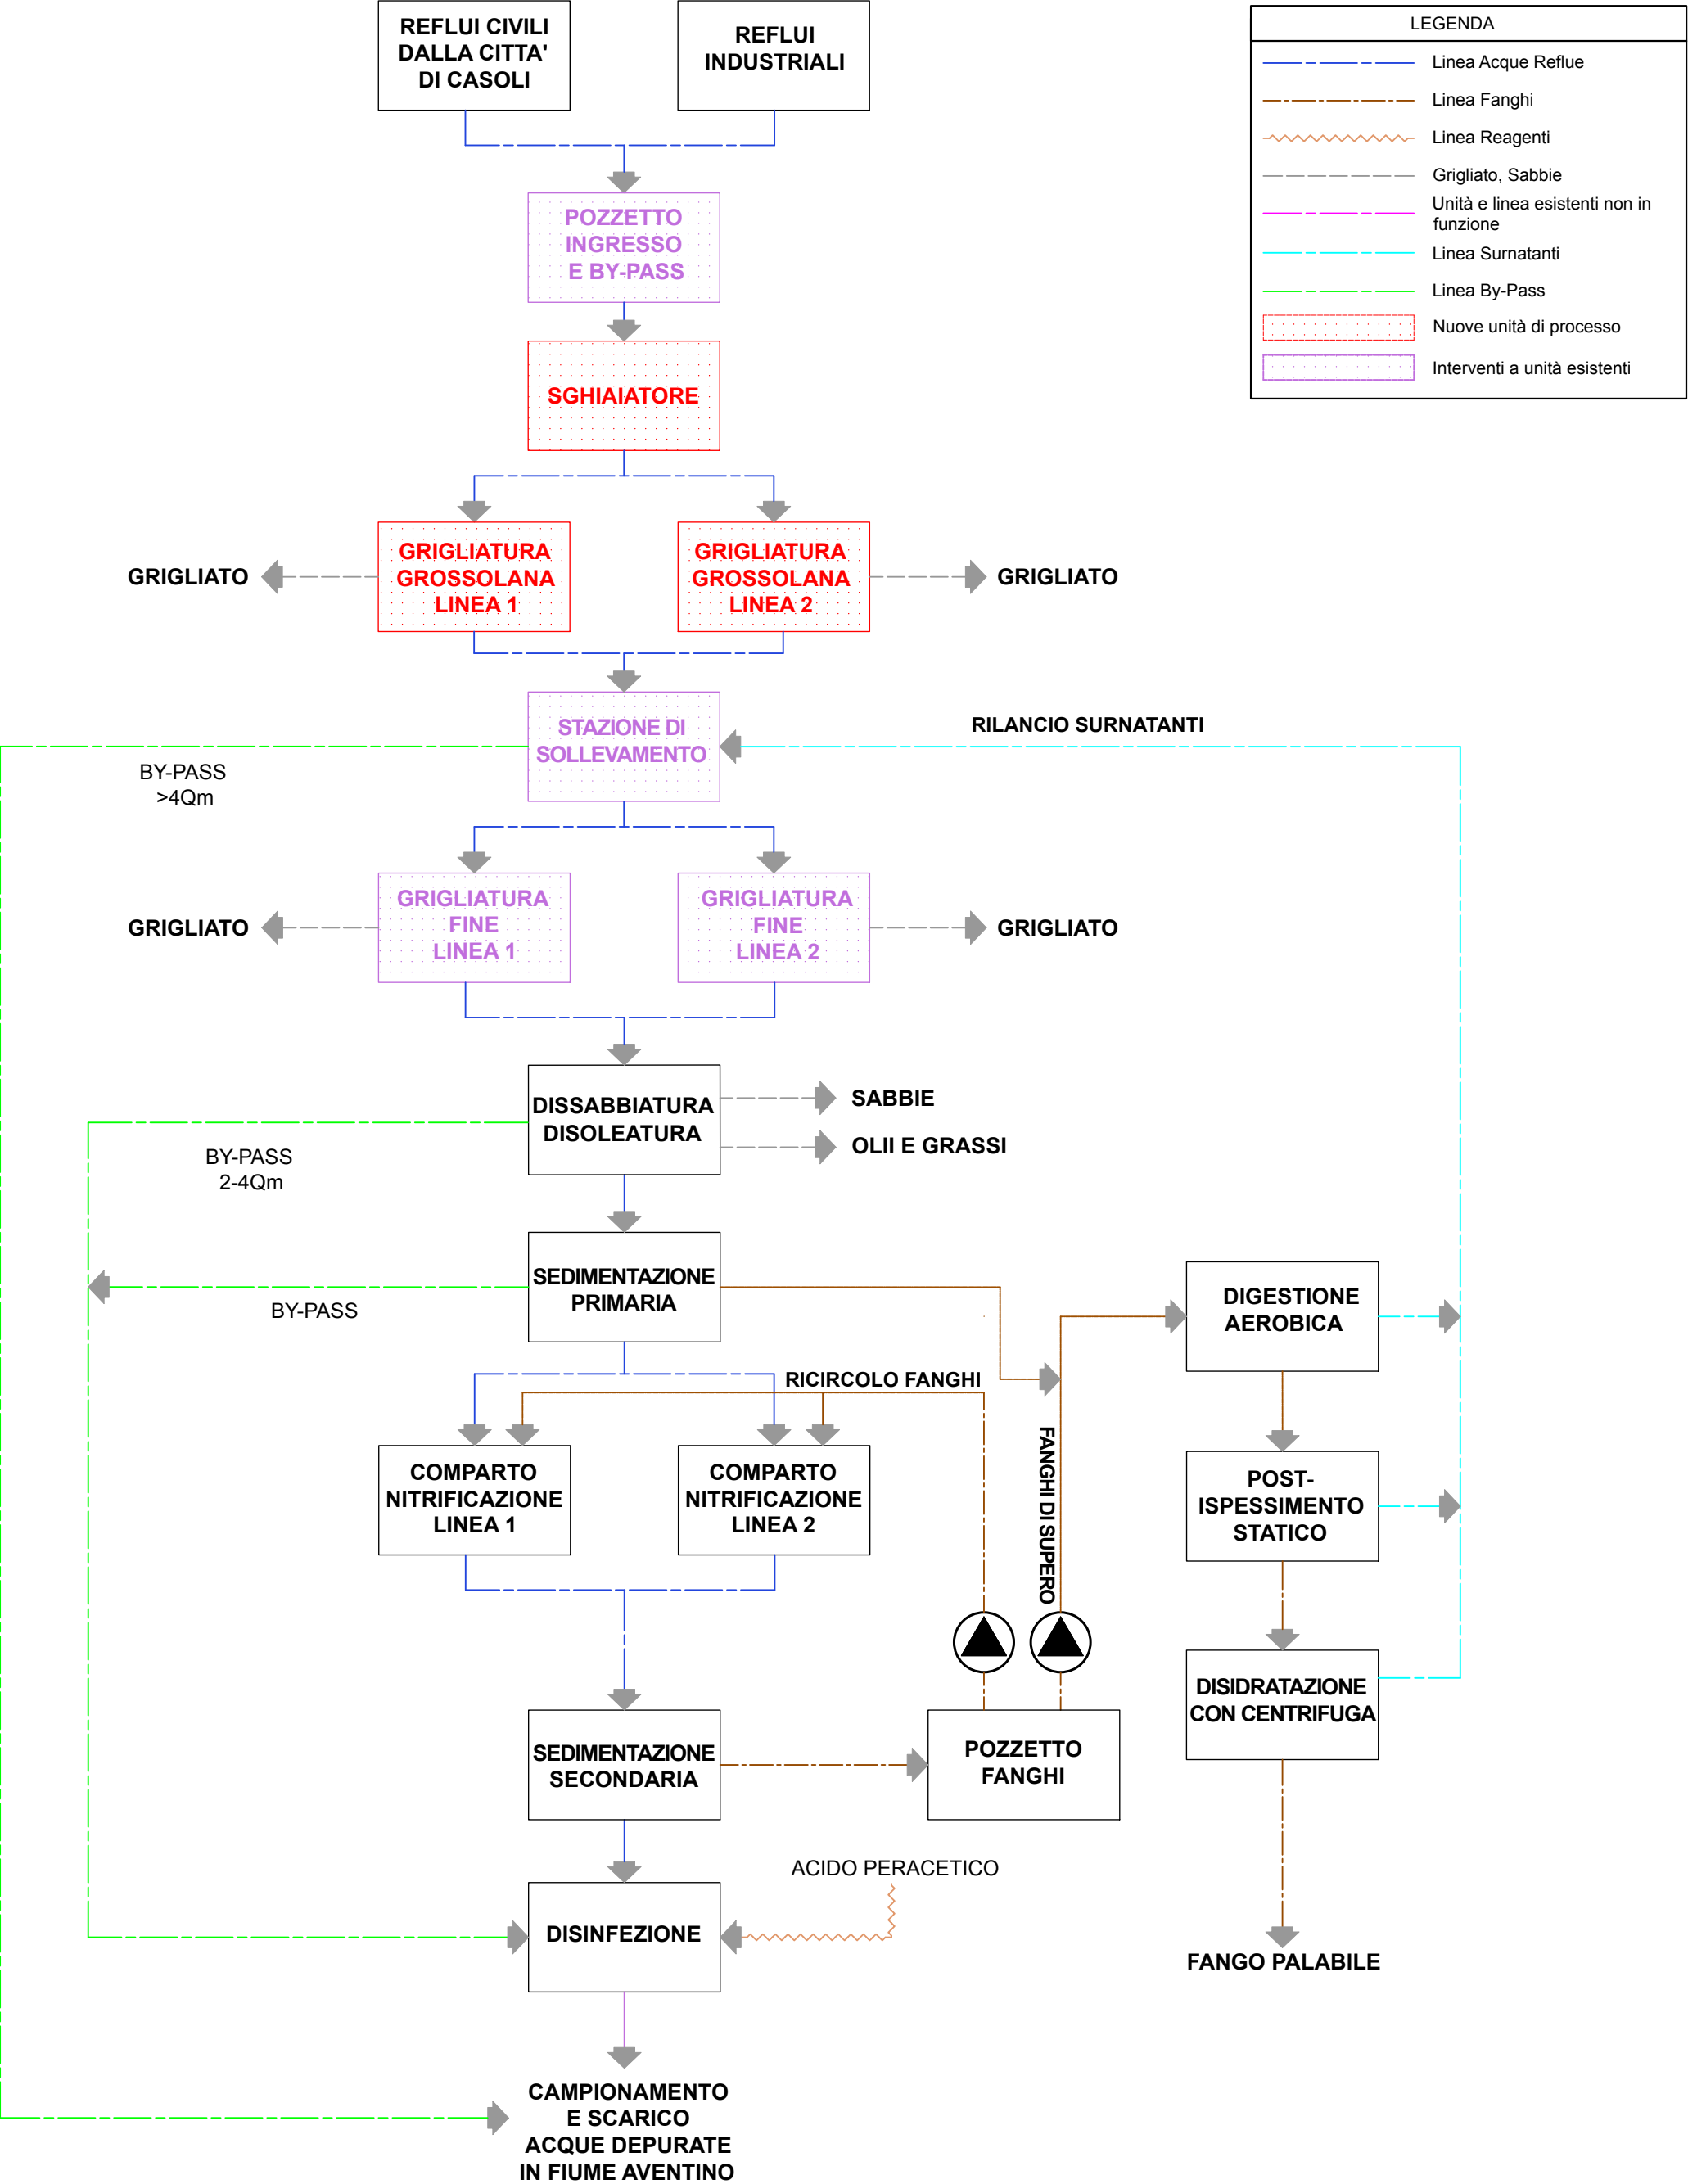 REFLUI CIVILI
DALLA CITTA'
DI CASOLI
REFLUI
INDUSTRIALI
LEGENDA
Linea Acque Reflue
Linea Fanghi
Linea Reagenti
Grigliato, Sabbie
Unità e linea esistenti non in
funzione
Linea Surnatanti
Linea By-Pass
Nuove unità di processo
Interventi a unità esistenti
POZZETTO
INGRESSO
E BY-PASS
SGHIAIATORE
GRIGLIATO
GRIGLIATURA
GROSSOLANA
LINEA 1
GRIGLIATURA
GROSSOLANA
LINEA 2
GRIGLIATO
STAZIONE DI
SOLLEVAMENTO
RILANCIO SURNATANTI
BY-PASS
>4Qm
GRIGLIATO
GRIGLIATURA
FINE
LINEA 1
GRIGLIATURA
FINE
LINEA 2
GRIGLIATO
DISSABBIATURA
DISOLEATURA
SABBIE
OLII E GRASSI
BY-PASS
2-4Qm
SEDIMENTAZIONE
PRIMARIA
BY-PASS
DIGESTIONE
AEROBICA
RICIRCOLO FANGHI
FANGHI DI SUPERO
COMPARTO
NITRIFICAZIONE
LINEA 1
COMPARTO
NITRIFICAZIONE
LINEA 2
POST-
ISPESSIMENTO
STATICO
DISIDRATAZIONE
CON CENTRIFUGA
SEDIMENTAZIONE
SECONDARIA
POZZETTO
FANGHI
ACIDO PERACETICO
DISINFEZIONE
FANGO PALABILE
CAMPIONAMENTO
E SCARICO
ACQUE DEPURATE
IN FIUME AVENTINO